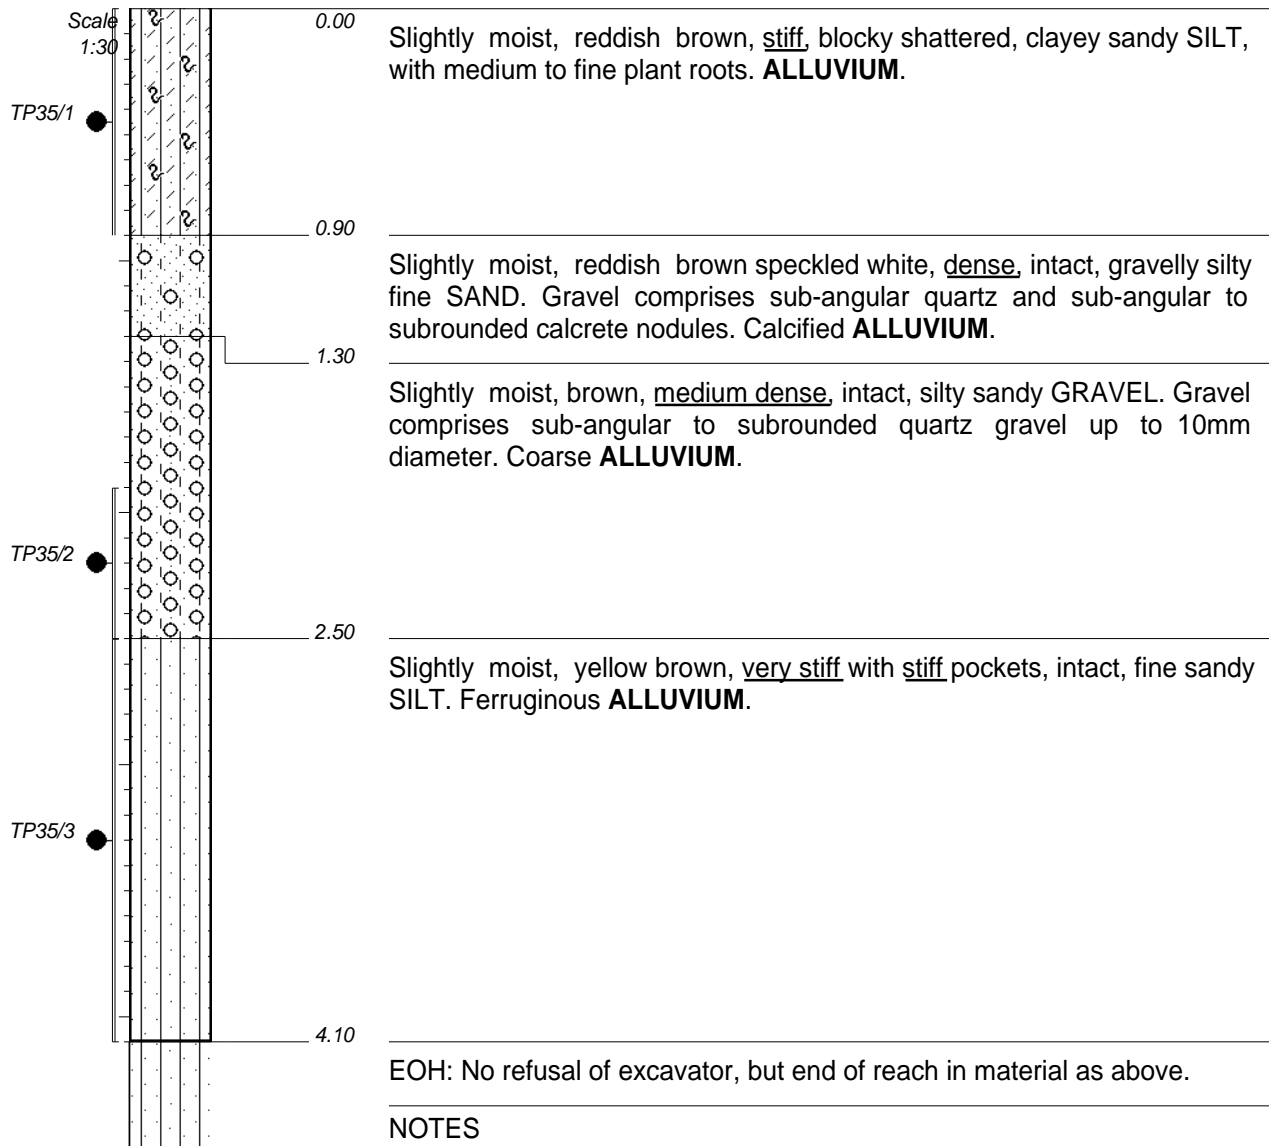 Scale
1:30
0.00
Slightly moist, reddish brown, stiff, blocky shattered, clayey sandy SILT,
with medium to fine plant roots. ALLUVIUM.
TP35/1
0.90
Slightly moist, reddish brown speckled white, dense, intact, gravelly silty
fine SAND. Gravel comprises sub-angular quartz and sub-angular to
subrounded calcrete nodules. Calcified ALLUVIUM.
1.30
Slightly moist, brown, medium dense, intact, silty sandy GRAVEL. Gravel
comprises sub-angular to subrounded quartz gravel up to 10mm
diameter. Coarse ALLUVIUM.
TP35/2
2.50
Slightly moist, yellow brown, very stiff with stiff pockets, intact, fine sandy
SILT. Ferruginous ALLUVIUM.
TP35/3
4.10
EOH: No refusal of excavator, but end of reach in material as above.
NOTES